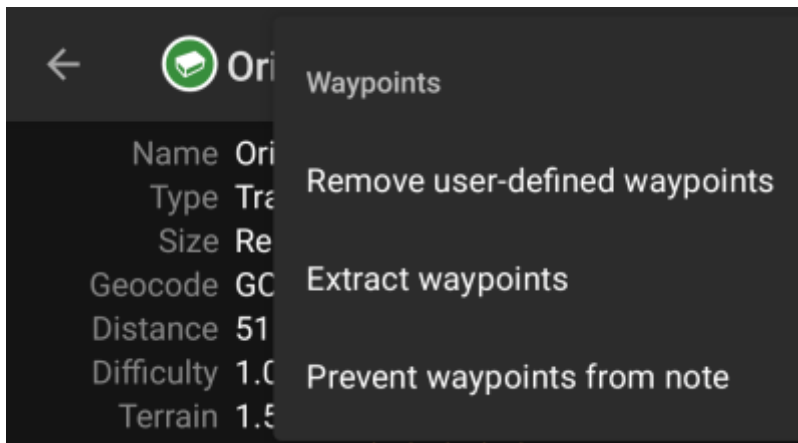 Ori
Waypoints
Name Ori
Remove user-defined waypoints
Type Tra
Size Re
Extract waypoints
Geocode GC
Distance 51
Difficulty 1.0
Prevent waypoints from note
Terrain 1.5